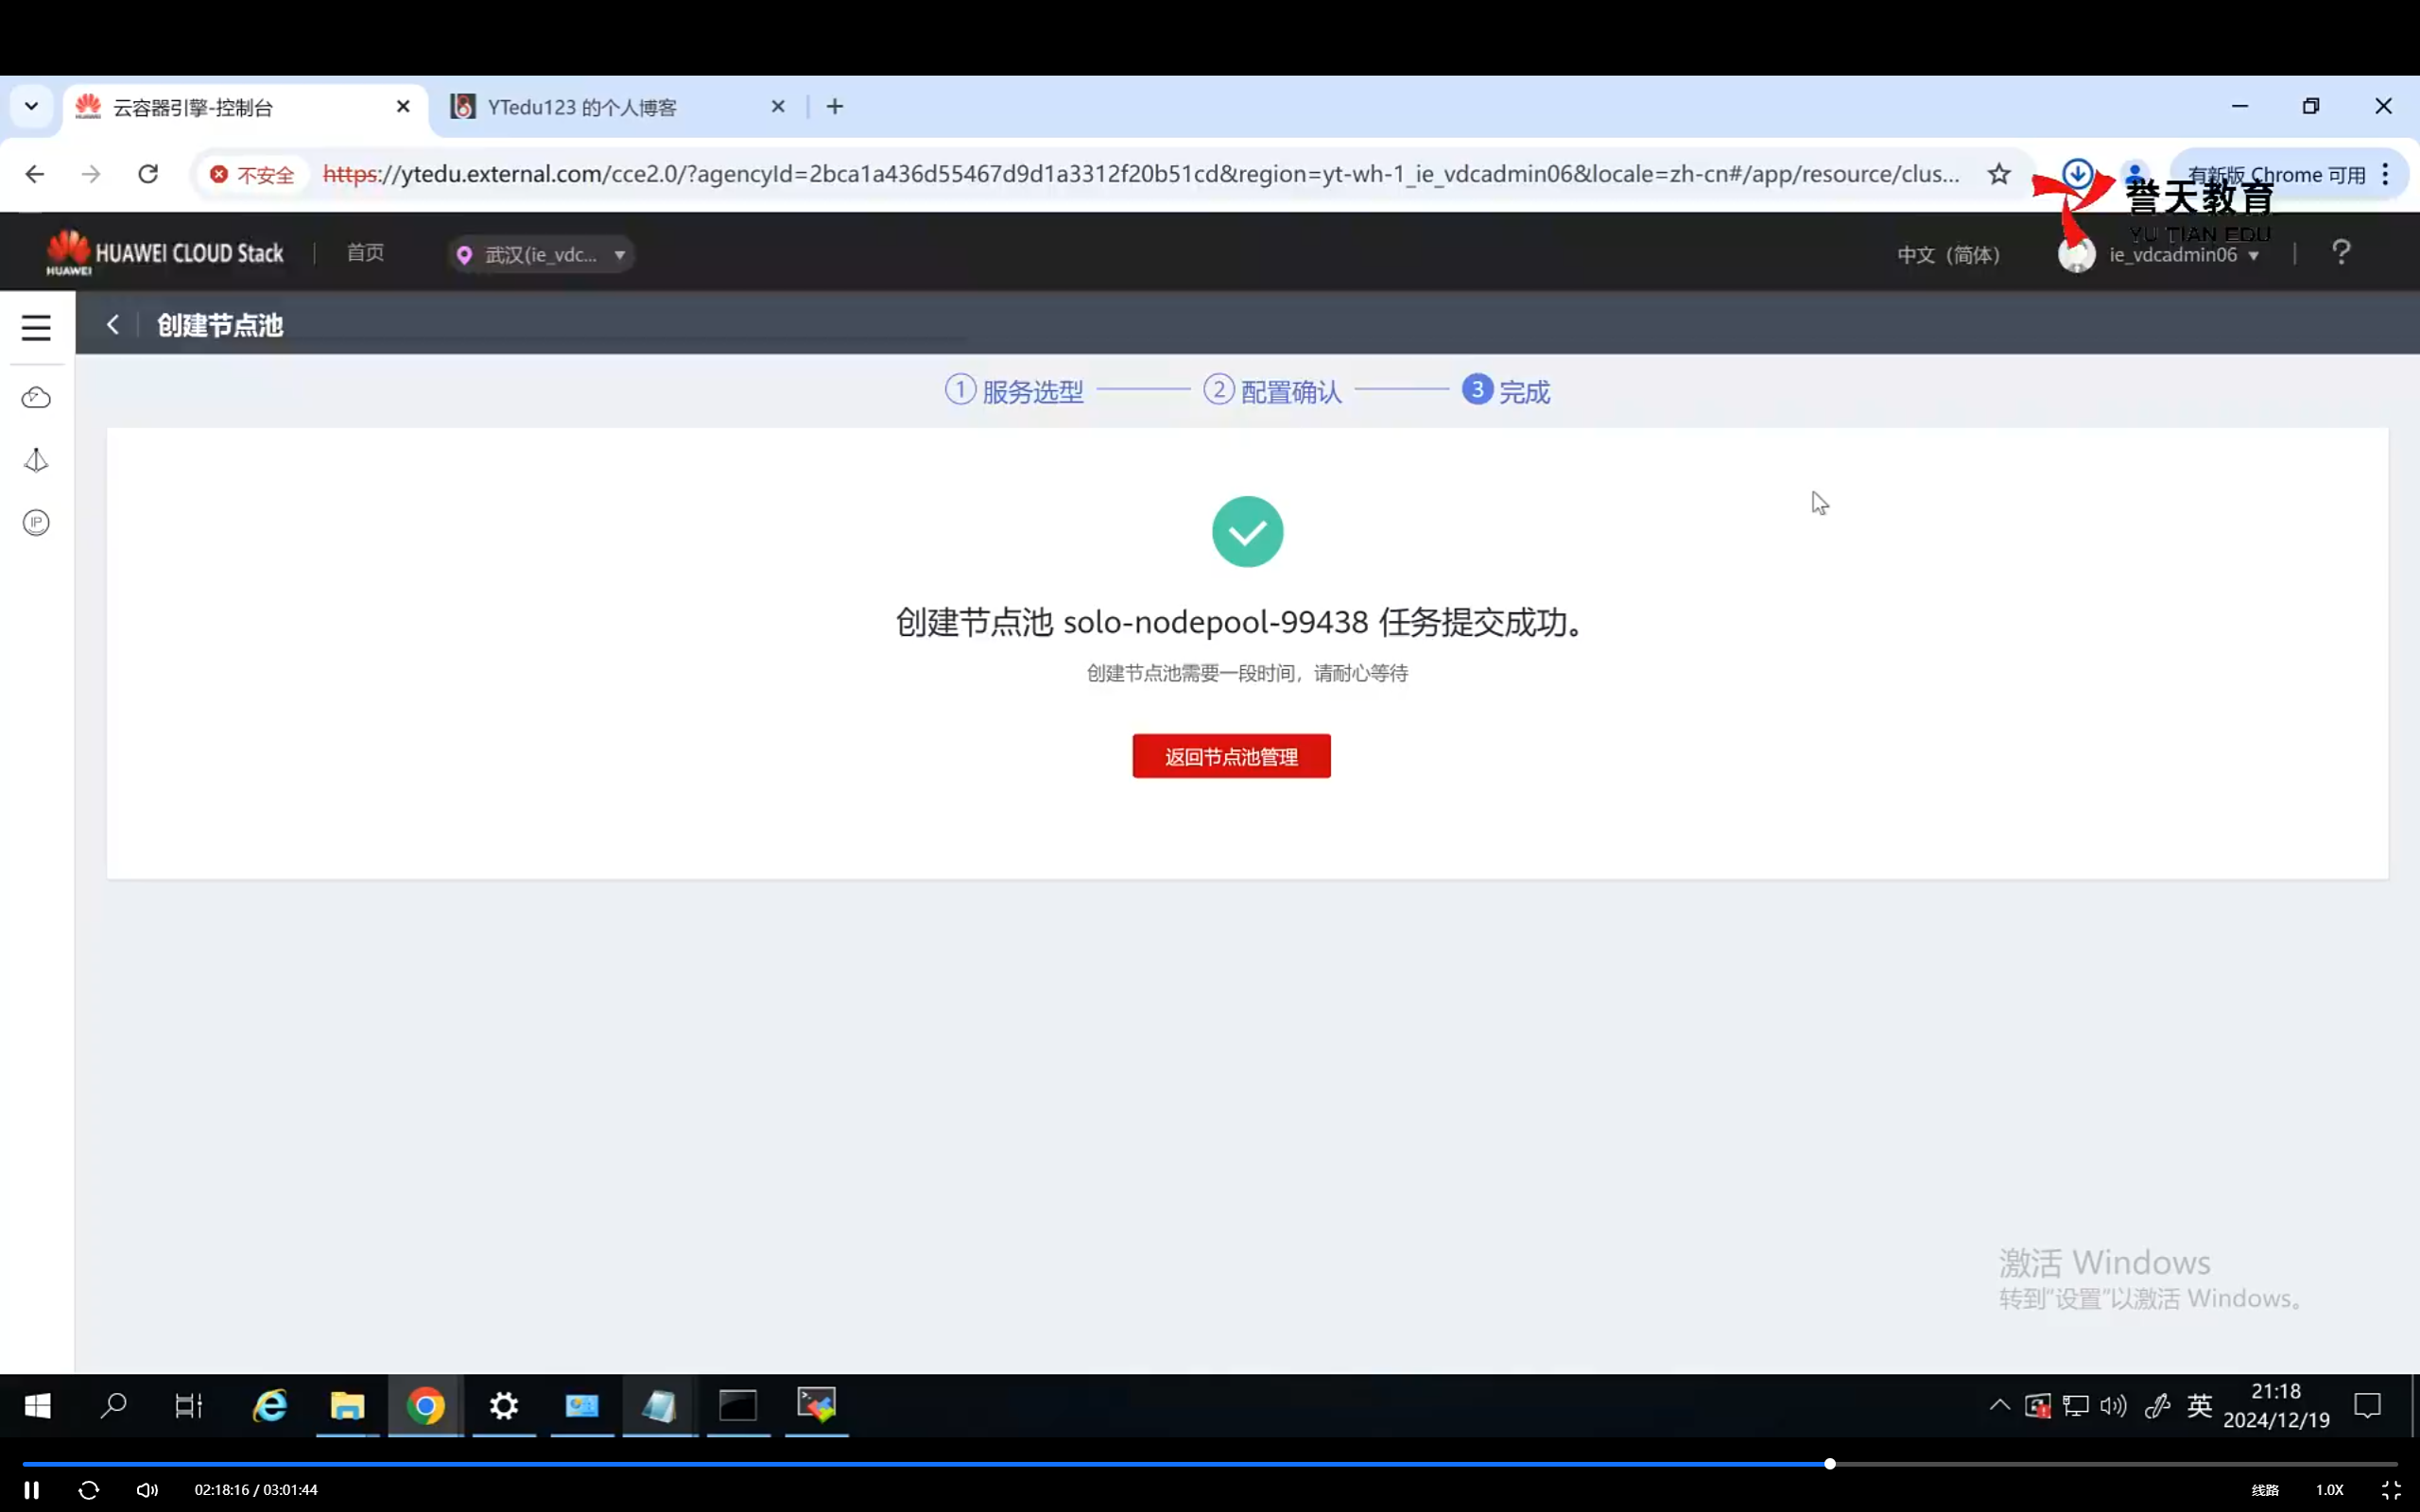 云容器引擎-控制台
YTedu123 的个人博客
不安全
https://ytedu.external.com/cce2.0/?agencyId=2bca1a436d55467d9d1a3312f20b51cd&region=yt-wh-1_ie_vdcadmin06&locale=zh-cn#/app/resource/clus...
有新版 Chrome 可用
誉天教育
YU TIAN EDU
HUAWEI
HUAWEI CLOUD Stack
首页
武汉(ie_vdc...
中文（简体）
ie_vdcadmin06
?
创建节点池
1 服务选型
2 配置确认
3 完成
IP
创建节点池 solo-nodepool-99438 任务提交成功。
创建节点池需要一段时间，请耐心等待
返回节点池管理
激活 Windows
转到"设置"以激活 Windows。
英
21:18
2024/12/19
02:18:16 / 03:01:44
线路
1.0X